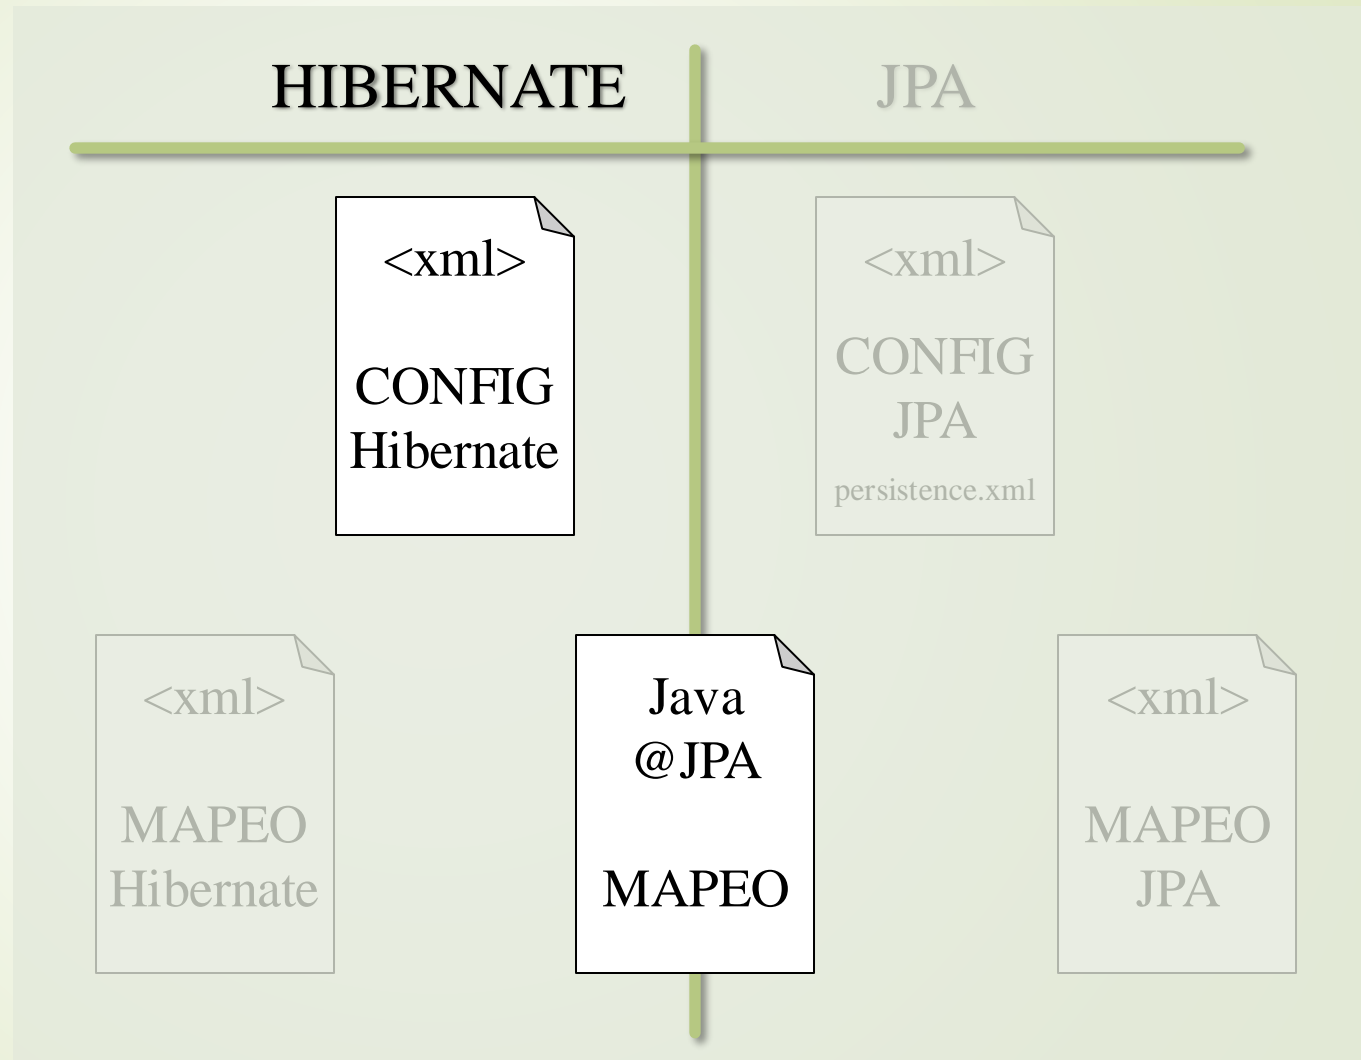 HIBERNATE
JPA
<xml>
CONFIG
Hibernate
<xml>
CONFIG
JPA
persistence.xml
<xml>
MAPEO
Hibernate
Java
@JPA
MAPEO
<xml>
MAPEO
JPA